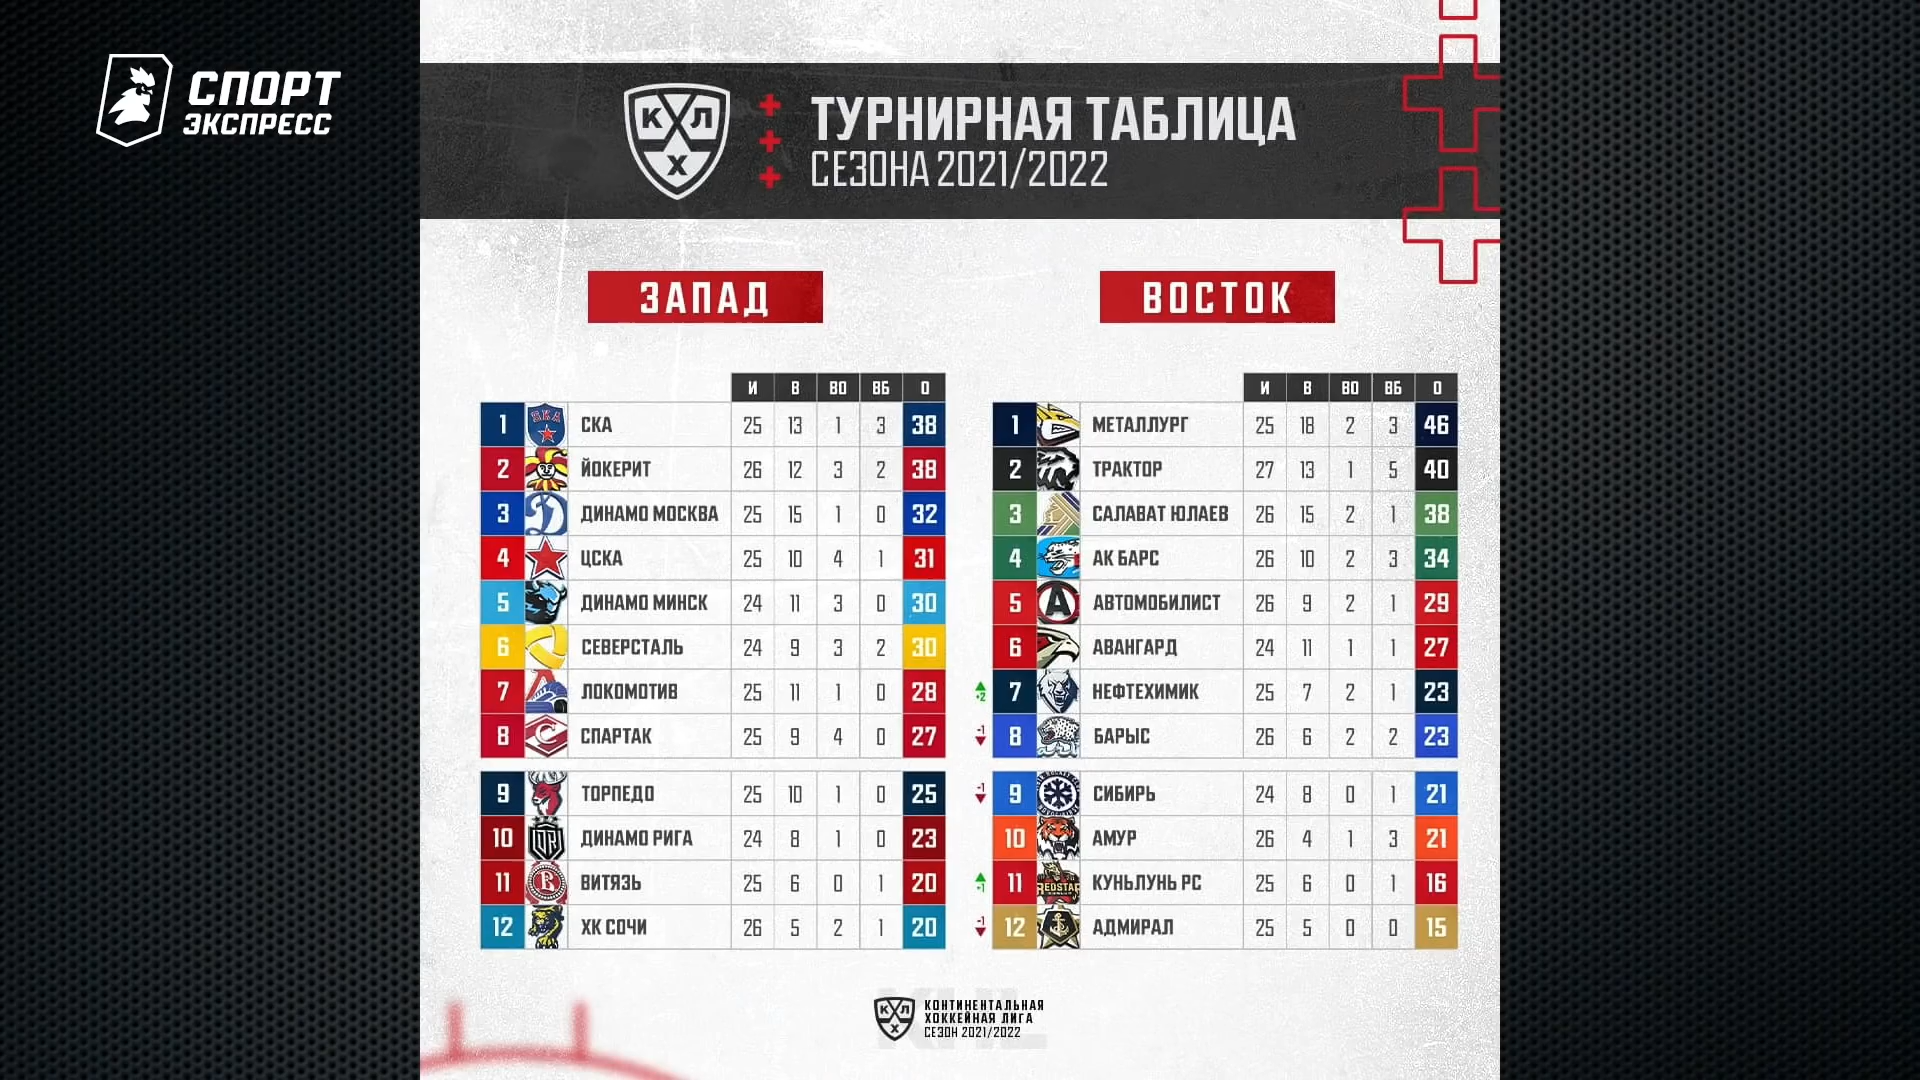 СПОРТ
ЭКСПРЕСС
КХЛ
ТУРНИРНАЯ ТАБЛИЦА
СЕЗОНА 2021/2022
ЗАПАД
И В ВО ВБ О
1 СКА 25 13 1 3 38
2 ЙОКЕРИТ 26 12 3 2 38
3 ДИНАМО МОСКВА 25 15 1 0 32
4 ЦСКА 25 10 4 1 31
5 ДИНАМО МИНСК 24 11 3 0 30
6 СЕВЕРСТАЛЬ 24 9 3 2 30
7 ЛОКОМОТИВ 25 11 1 0 28
8 СПАРТАК 25 9 4 0 27
9 ТОРПЕДО 25 10 1 0 25
10 ДИНАМО РИГА 24 8 1 0 23
11 ВИТЯЗЬ 25 6 0 1 20
12 ХК СОЧИ 26 5 2 1 20
ВОСТОК
И В ВО ВБ О
1 МЕТАЛЛУРГ 25 18 2 3 46
2 ТРАКТОР 27 13 1 5 40
3 САЛАВАТ ЮЛАЕВ 26 15 2 1 38
4 АК БАРС 26 10 2 3 34
5 АВТОМОБИЛИСТ 26 9 2 1 29
6 АВАНГАРД 24 11 1 1 27
+2 7 НЕФТЕХИМИК 25 7 2 1 23
-1 8 БАРЫС 26 6 2 2 23
-1 9 СИБИРЬ 24 8 0 1 21
10 АМУР 26 4 1 3 21
+1 11 КУНЬЛУНЬ РС 25 6 0 1 16
-1 12 АДМИРАЛ 25 5 0 0 15
КХЛ
КОНТИНЕНТАЛЬНАЯ
ХОККЕЙНАЯ ЛИГА
СЕЗОН 2021/2022